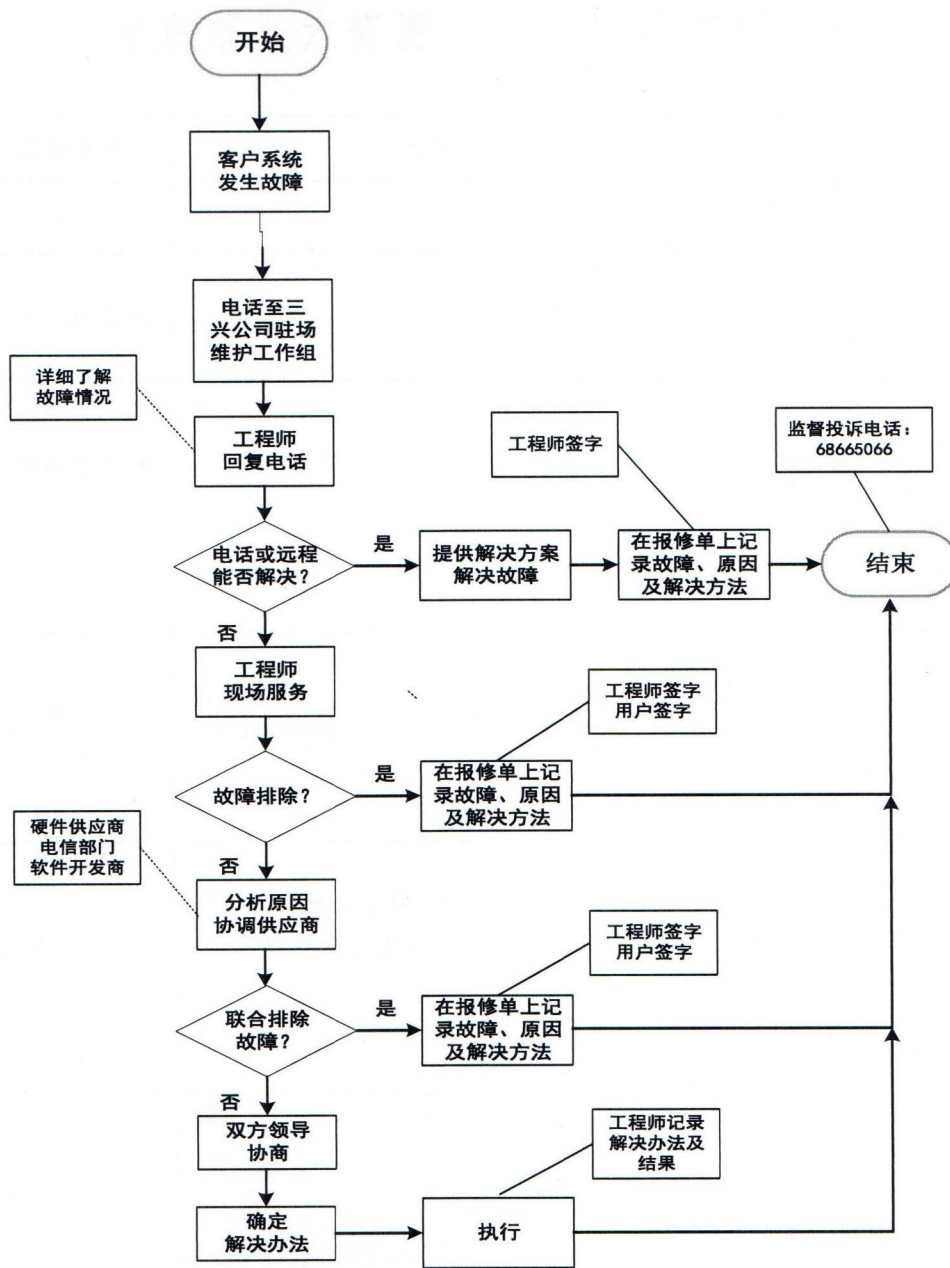 开始
客户系统
发生故障
电话至三
兴公司驻场
维护工作组
详细了解
故障情况
工程师
回复电话
工程师签字
监督投诉电话：
68665066
电话或远程
能否解决？
是
提供解决方案
解决故障
在报修单上记
录故障、原因
及解决方法
结束
否
工程师
现场服务
工程师签字
用户签字
故障排除？
是
在报修单上记
录故障、原因
及解决方法
硬件供应商
电信部门
软件开发商
否
分析原因
协调供应商
工程师签字
用户签字
联合排除
故障？
是
在报修单上记
录故障、原因
及解决方法
否
双方领导
协商
工程师记录
解决办法及
结果
确定
解决办法
执行